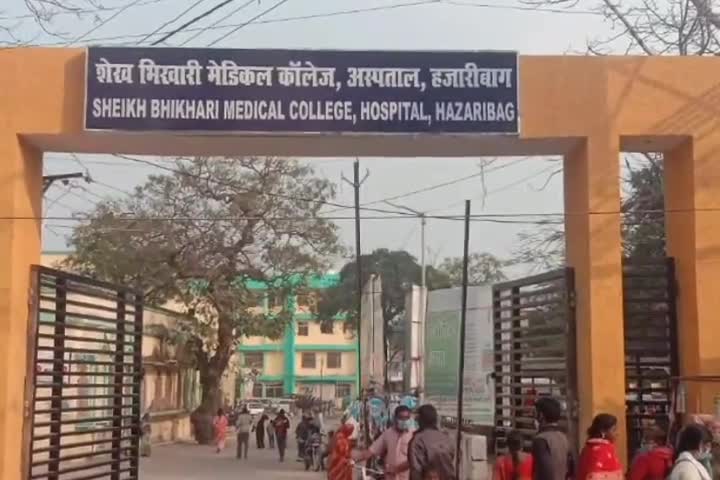 शेख भिखारी मेडिकल कॉलेज, अस्पताल, हजारीबाग
SHEIKH BHIKHARI MEDICAL COLLEGE, HOSPITAL, HAZARIBAG